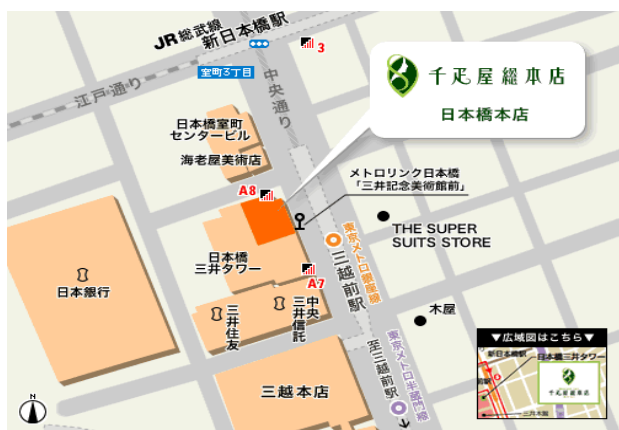 JR総武線
新日本橋駅
3
室町3丁目
江戸通り
中央通り
千疋屋総本店
日本橋本店
日本橋室町
センタービル
海老屋美術店
A8
メトロリンク日本橋
「三井記念美術館前」
THE SUPER
SUITS STORE
日本橋
三井タワー
東京メトロ銀座線
三越前駅
A7
日本銀行
三井住友
中央
三井信託
木屋
至三越前駅
東京メトロ半蔵門線
三越本店
▼広域図はこちら▼
新日本橋駅
日本橋三井タワー
千疋屋総本店
三井本館
N